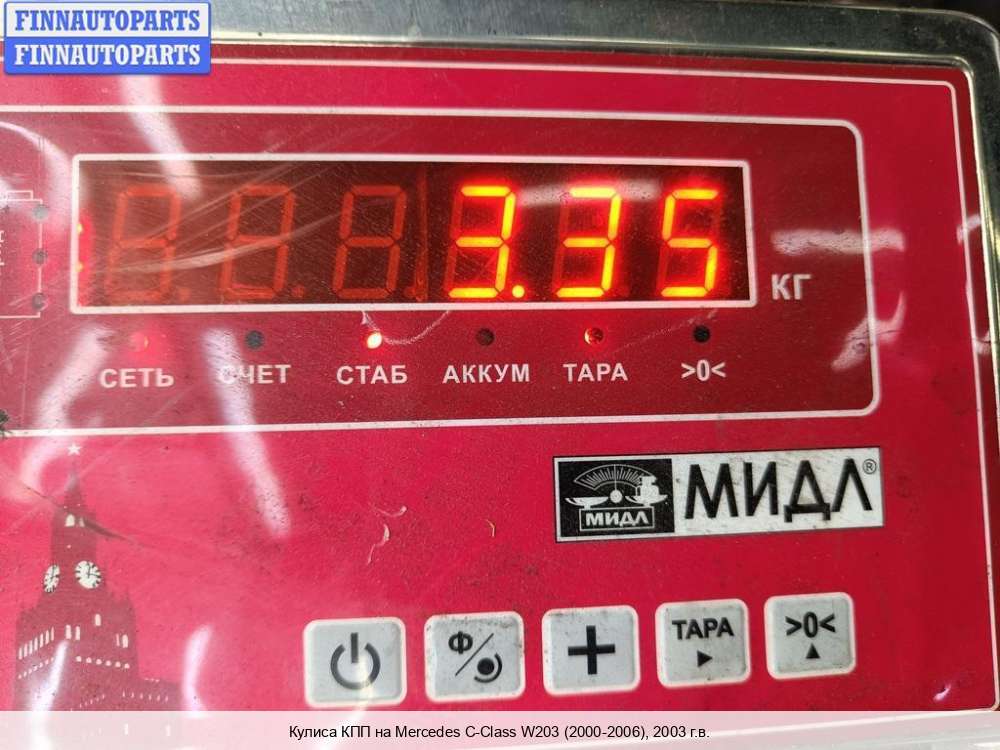 FINNAUTOPARTS
FINNAUTOPARTS
3.35
КГ
СЕТЬ СЧЕТ СТАБ АККУМ ТАРА >0<
МИДЛ МИДЛ®
Ф ТАРА >0<
Кулиса КПП на Mercedes C-Class W203 (2000-2006), 2003 г.в.